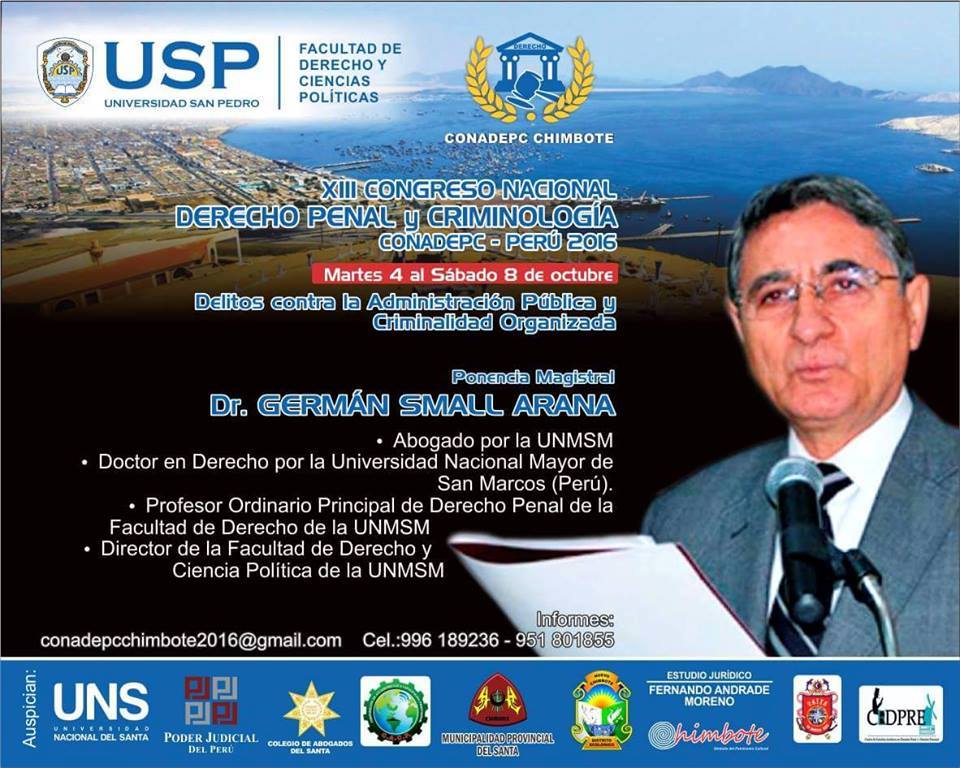 USP
UNIVERSIDAD SAN PEDRO
FACULTAD DE
DERECHO Y
CIENCIAS
POLÍTICAS
USP
DERECHO
CONADEPC CHIMBOTE
XIII CONGRESO NACIONAL
DERECHO PENAL y CRIMINOLOGÍA
CONADEPC - PERÚ 2016
Martes 4 al Sábado 8 de octubre
Delitos contra la Administración Pública y
Criminalidad Organizada
Ponencia Magistral
Dr. GERMÁN SMALL ARANA
• Abogado por la UNMSM
• Doctor en Derecho por la Universidad Nacional Mayor de
San Marcos (Perú).
• Profesor Ordinario Principal de Derecho Penal de la
Facultad de Derecho de la UNMSM
• Director de la Facultad de Derecho y
Ciencia Política de la UNMSM
Informes:
conadepcchimbote2016@gmail.com Cel.:996 189236 - 951 801855
Auspician:
UNS
UNIVERSIDAD
NACIONAL DEL SANTA
PODER JUDICIAL
DEL PERÚ
COLEGIO DE ABOGADOS
DEL SANTA
CHIMBOTE
MUNICIPALIDAD PROVINCIAL
DEL SANTA
NUEVO
CHIMBOTE
DISTRITO
ECOLÓGICO
ESTUDIO JURÍDICO
FERNANDO ANDRADE
MORENO
Chimbote
CIDPRE